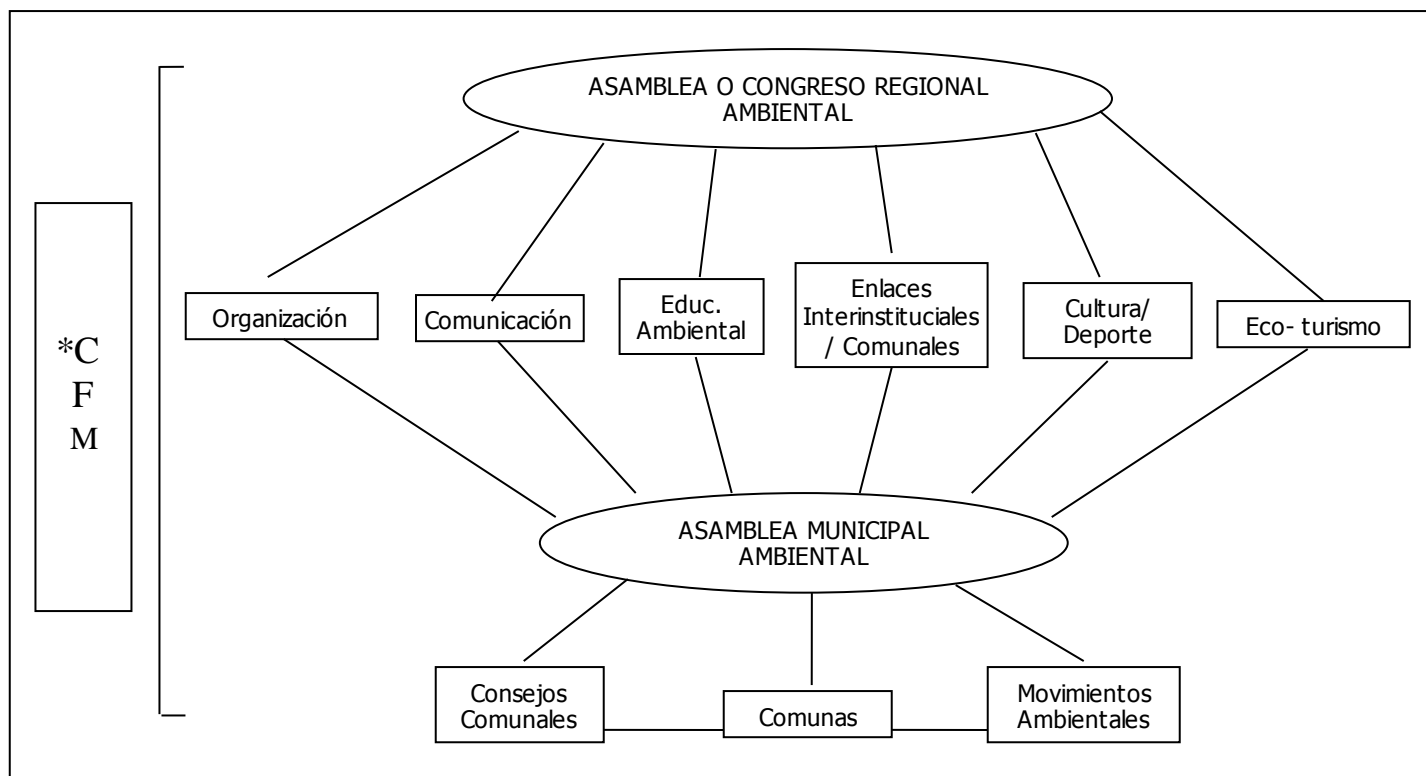 ASAMBLEA O CONGRESO REGIONAL
AMBIENTAL
*C
F
M
Organización
Comunicación
Educ.
Ambiental
Enlaces
Interinstituciales
/ Comunales
Cultura/
Deporte
Eco- turismo
ASAMBLEA MUNICIPAL
AMBIENTAL
Consejos
Comunales
Comunas
Movimientos
Ambientales